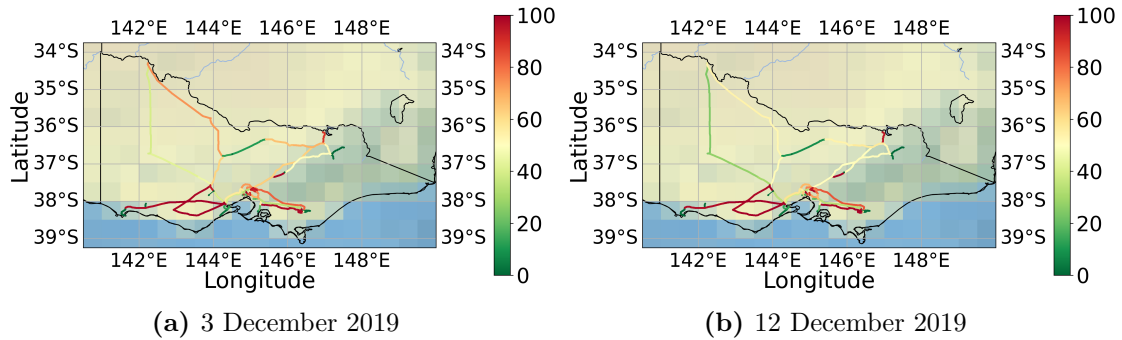 142°E 144°E 146°E 148°E
34°S 34°S
35°S 35°S
36°S 36°S
37°S 37°S
38°S 38°S
39°S 39°S
142°E 144°E 146°E 148°E
Latitude
Longitude
100
80
60
40
20
0
(a) 3 December 2019
142°E 144°E 146°E 148°E
34°S 34°S
35°S 35°S
36°S 36°S
37°S 37°S
38°S 38°S
39°S 39°S
142°E 144°E 146°E 148°E
Latitude
Longitude
100
80
60
40
20
0
(b) 12 December 2019